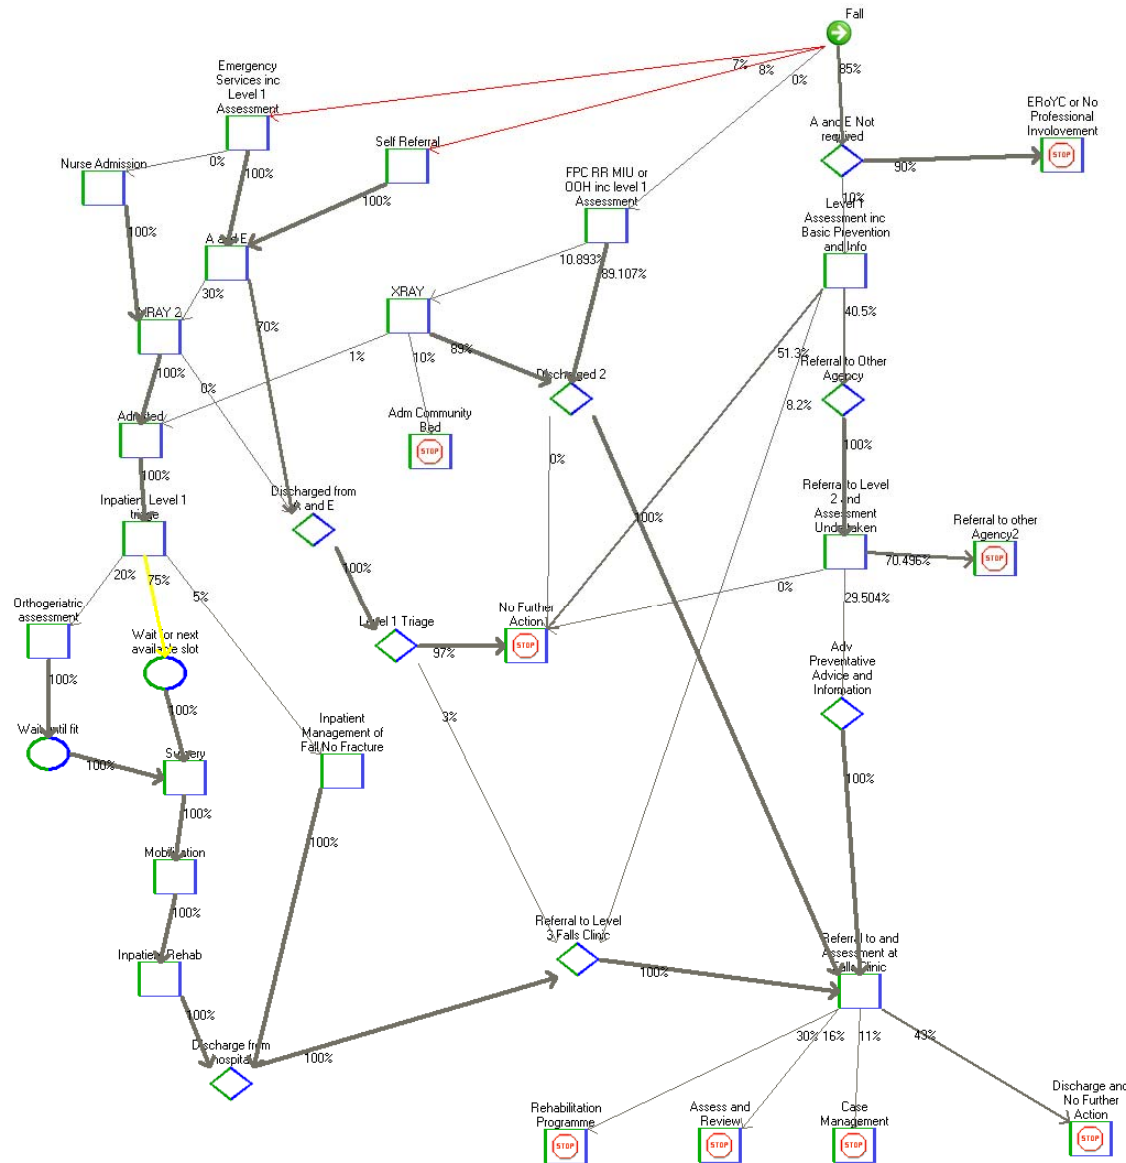 Fall
7%
8%
0%
85%
Emergency
Services inc
Level 1
Assessment
ERoYC or No
Professional
Involovement
STOP
A and E Not
required
90%
10%
Self Referral
0%
100%
100%
Nurse Admission
100%
FPC RR MIU or
OOH inc level 1
Assessment
Level 1
Assessment inc
Basic Prevention
and Info
A and E
10.893%
89.107%
30%
70%
XRAY
XRAY 2
40.5%
51.3%
8.2%
1%
10%
89%
100%
0%
Discharged 2
Referral to Other
Agency
Admitted
Adm Community
Bed
STOP
100%
100%
0%
100%
Inpatient Level 1
triage
Discharged from
A and E
Referral to Level
2 and
Assessment
Undertaken
Referral to other
Agency2
STOP
70.496%
20%
75%
5%
100%
0%
29.504%
Orthogeriatric
assessment
Wait for next
available slot
Level 1 Triage
97%
No Further
Action
STOP
Adv
Preventative
Advice and
Information
100%
100%
3%
Wait until fit
100%
Surgery
Inpatient
Management of
Fall No Fracture
100%
100%
100%
Mobilisation
100%
Inpatient Rehab
100%
Referral to Level
3 Falls Clinic
100%
Referral to and
Assessment at
Falls Clinic
Discharge from
hospital
100%
30%
16%
11%
43%
Rehabilitation
Programme
STOP
Assess and
Review
STOP
Case
Management
STOP
Discharge and
No Further
Action
STOP